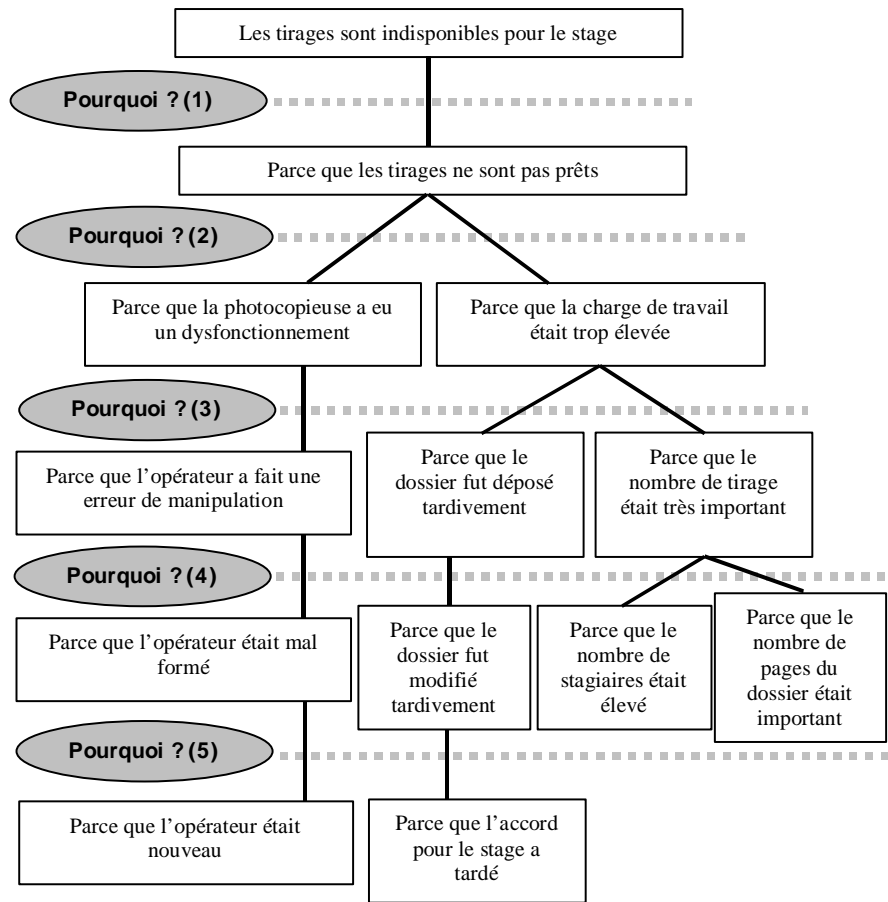 Les tirages sont indisponibles pour le stage
Pourquoi ? (1)
Parce que les tirages ne sont pas prêts
Pourquoi ? (2)
Parce que la photocopieuse a eu
un dysfonctionnement
Parce que la charge de travail
était trop élevée
Pourquoi ? (3)
Parce que l’opérateur a fait une
erreur de manipulation
Parce que le
dossier fut déposé
tardivement
Parce que le
nombre de tirage
était très important
Pourquoi ? (4)
Parce que l’opérateur était mal
formé
Parce que le
dossier fut
modifié
tardivement
Parce que le
nombre de
stagiaires était
élevé
Parce que le
nombre de
pages du
dossier était
important
Pourquoi ? (5)
Parce que l’opérateur était
nouveau
Parce que l’accord
pour le stage a
tardé